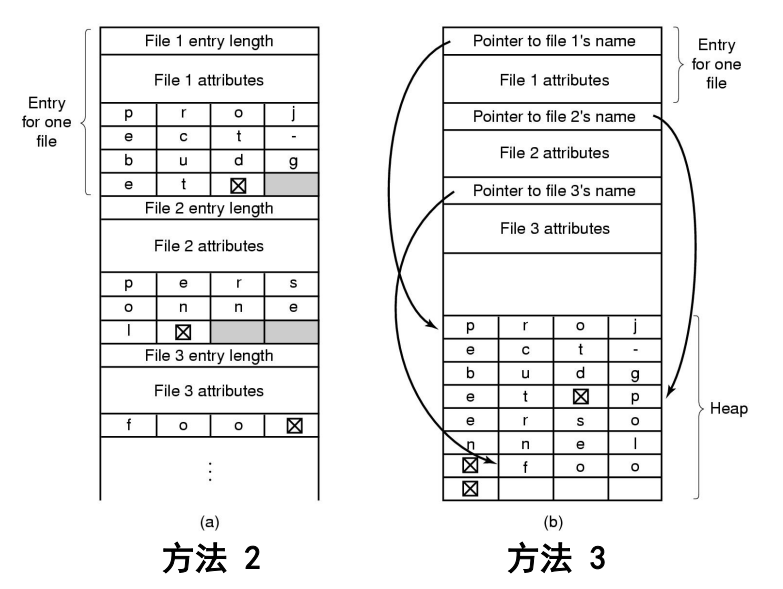 File 1 entry length
File 1 attributes
Entry
for one
file
p r o j
e c t -
b u d g
e t ☒
File 2 entry length
File 2 attributes
p e r s
o n n e
l ☒
File 3 entry length
File 3 attributes
f o o ☒
⋮
(a)
方法 2
Pointer to file 1's name
File 1 attributes
Entry
for one
file
Pointer to file 2's name
File 2 attributes
Pointer to file 3's name
File 3 attributes
p r o j
e c t -
b u d g
e t ☒ p
e r s o
n n e l
☒ f o o
☒
Heap
(b)
方法 3